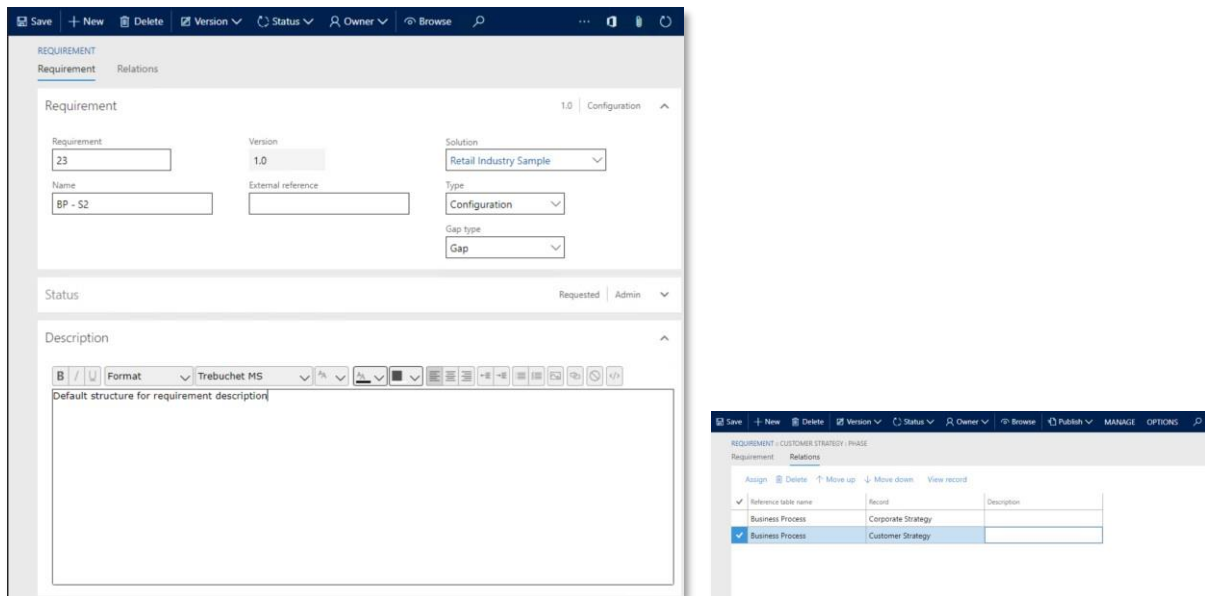 Save + New Delete Version Status Owner Browse ...
REQUIREMENT
Requirement Relations
Requirement 1.0 Configuration
Requirement Version Solution
23 1.0 Retail Industry Sample
Name External reference Type
BP - S2 Configuration
Gap type
Gap
Status Requested Admin
Description
B I U Format Trebuchet MS
Default structure for requirement description
Save + New Delete Version Status Owner Browse Publish MANAGE OPTIONS
REQUIREMENT : CUSTOMER STRATEGY : PHASE
Requirement Relations
Assign Delete Move up Move down View record
Reference table name Record Description
Business Process Corporate Strategy
Business Process Customer Strategy